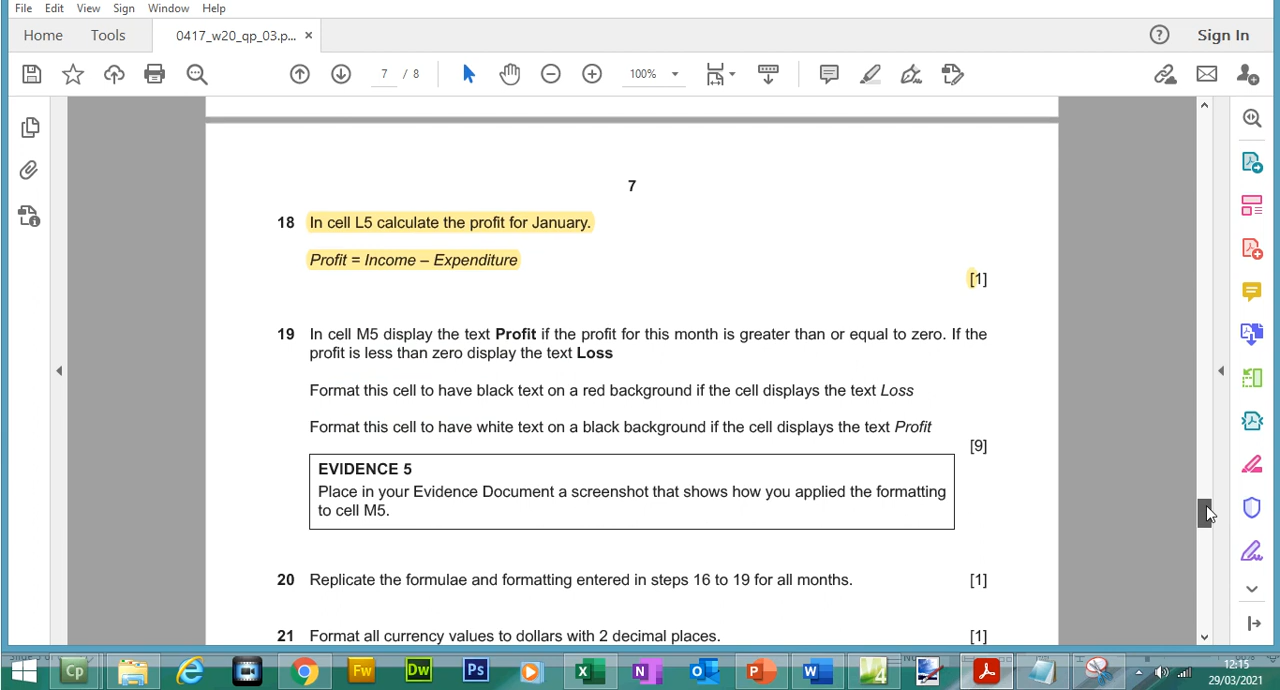 File Edit View Sign Window Help
Home Tools 0417_w20_qp_03.p... × Sign In
7 / 8 100%
7
18 In cell L5 calculate the profit for January.
Profit = Income – Expenditure
[1]
19 In cell M5 display the text Profit if the profit for this month is greater than or equal to zero. If the
profit is less than zero display the text Loss
Format this cell to have black text on a red background if the cell displays the text Loss
Format this cell to have white text on a black background if the cell displays the text Profit
[9]
EVIDENCE 5
Place in your Evidence Document a screenshot that shows how you applied the formatting
to cell M5.
20 Replicate the formulae and formatting entered in steps 16 to 19 for all months. [1]
21 Format all currency values to dollars with 2 decimal places. [1]
Cp Fw Dw Ps 12:15
29/03/2021